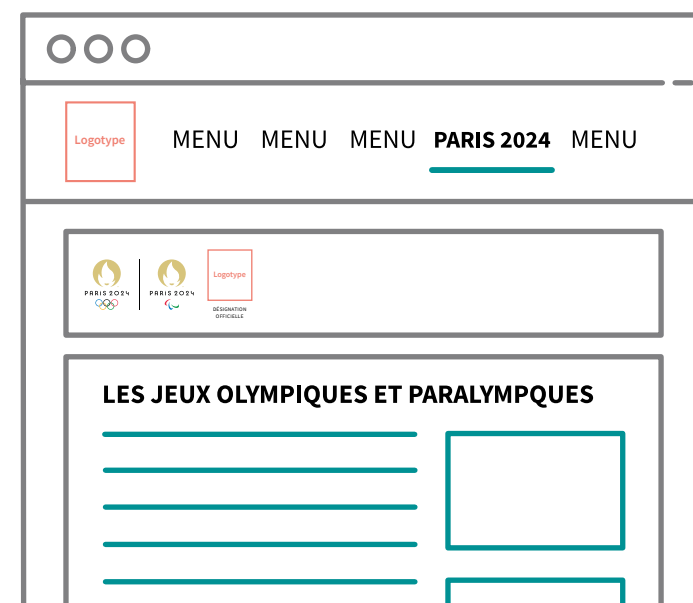 Logotype
MENU MENU MENU PARIS 2024 MENU
PARIS 2024 PARIS 2024 Logotype
DÉSIGNATION
OFFICIELLE
LES JEUX OLYMPIQUES ET PARALYMPQUES